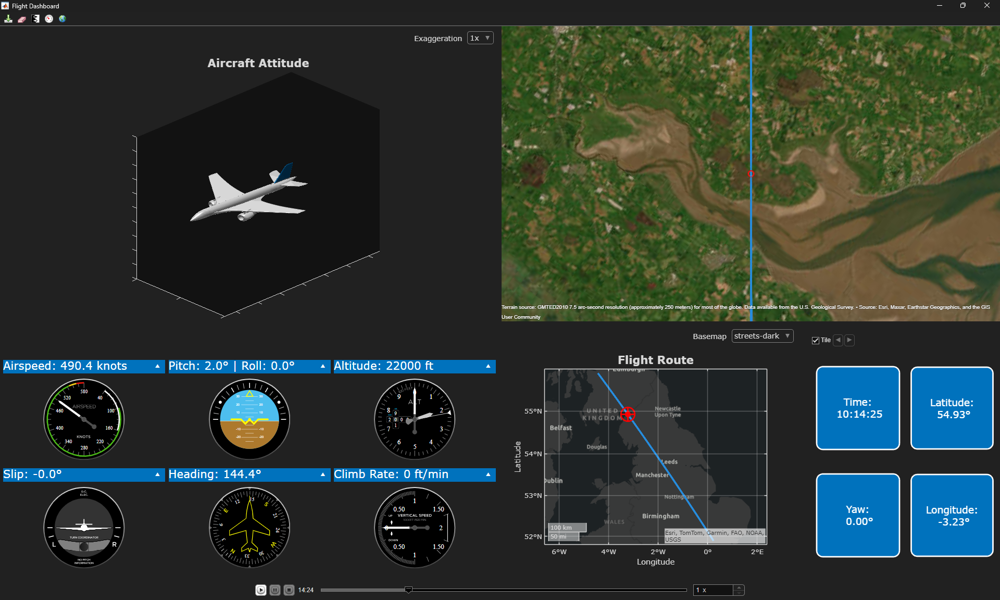 Flight Dashboard
Exaggeration 1x
Aircraft Attitude
Terrain source: GMTED2010 7.5 arc-second resolution (approximately 250 meters) for most of the globe. Data available from the U.S. Geological Survey. • Source: Esri, Maxar, Earthstar Geographics, and the GIS
User Community
Basemap streets-dark
Tile
Airspeed: 490.4 knots
Pitch: 2.0° | Roll: 0.0°
Altitude: 22000 ft
580
520 40
AIRSPEED
460 100
400 160
KNOTS
340 220
280
30 30
20 20
10 10
-10 -10
-20 -20
100 FEET
9 1
ALT
8 2
9
2 0 0
1
7 3
6 4
5
Slip: -0.0°
Heading: 144.4°
Climb Rate: 0 ft/min
D.C.
ELEC.
TURN COORDINATOR
L R
NO PITCH
INFORMATION
12 15 S
E 21
6 24
3 W
N 33 30
1
0.50 1.50
UP VERTICAL SPEED
1000FT PER MIN
0 2
DOWN
0.50 1.50
1
Flight Route
Edinburgh
55°N
54°N
53°N
52°N
Latitude
UNITED
KINGDOM
Newcastle
Upon Tyne
Belfast
Douglas
Leeds
Manchester
Dublin
Nottingham
Birmingham
WALES
100 km
50 mi
Esri, TomTom, Garmin, FAO, NOAA,
USGS
6°W 4°W 2°W 0° 2°E
Longitude
Time:
10:14:25
Latitude:
54.93°
Yaw:
0.00°
Longitude:
-3.23°
14:24
1 x